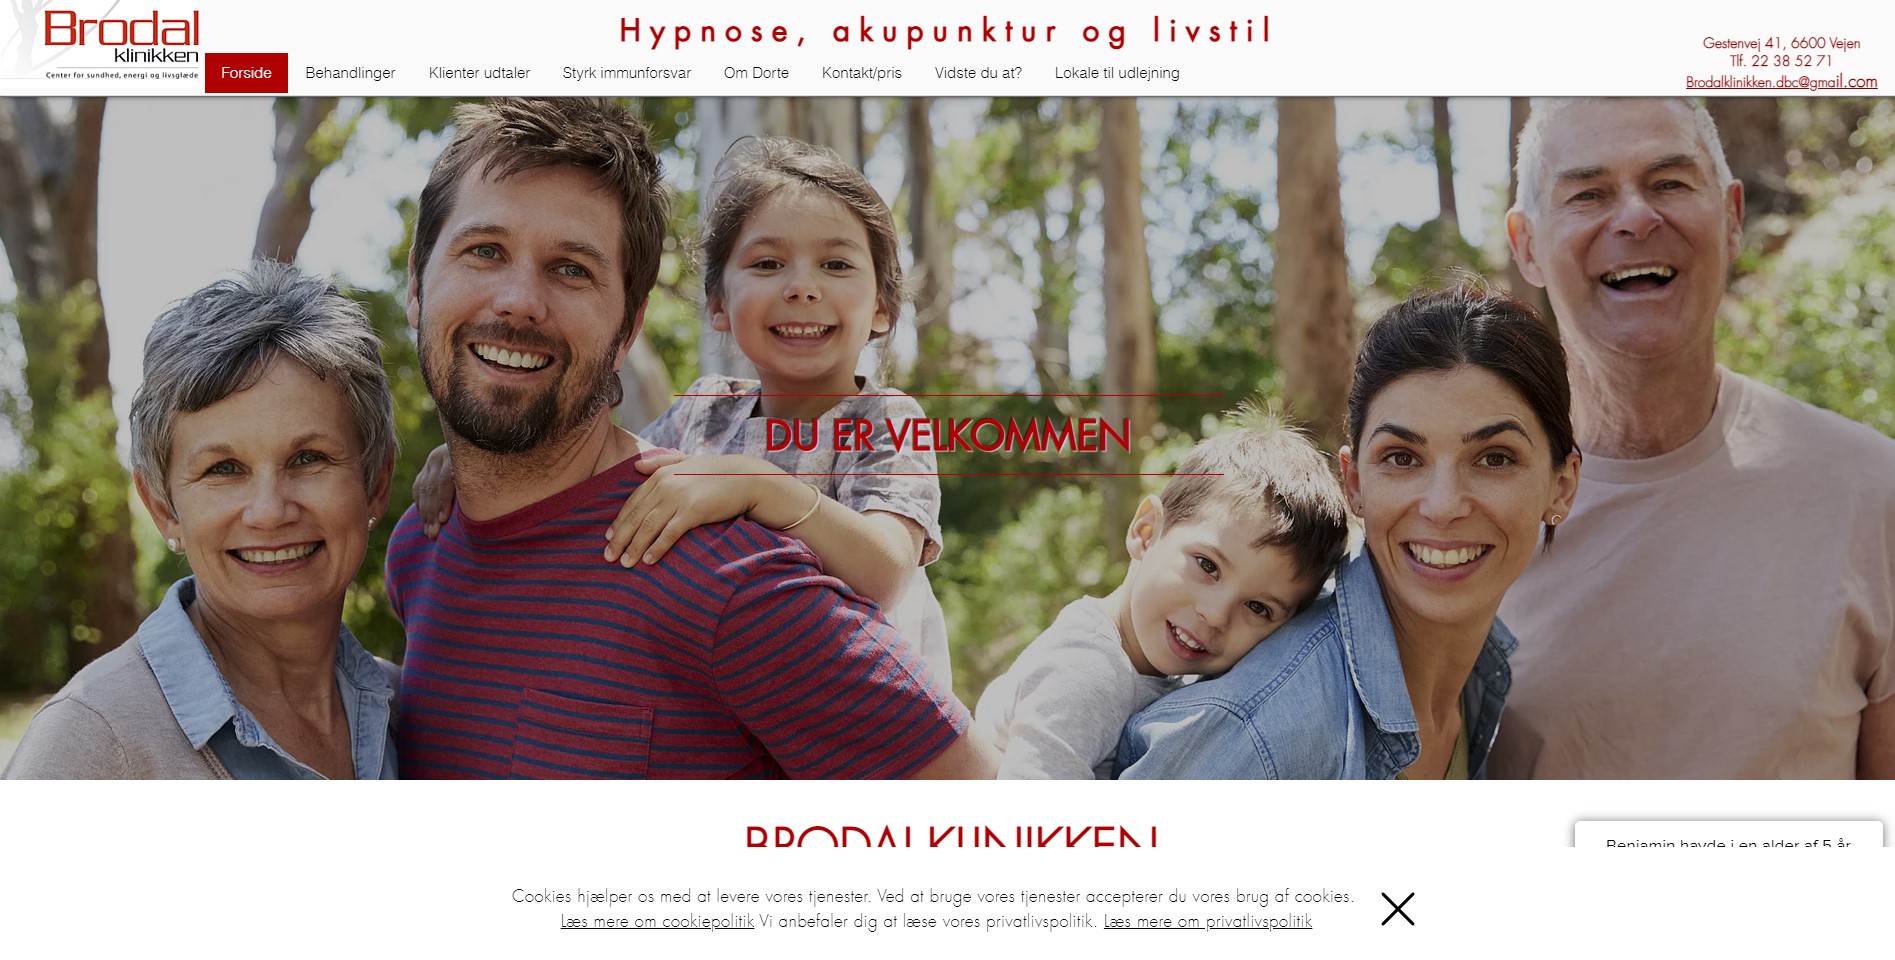 Brodal
klinikken
Center for sundhed, energi og livsglæde
Hypnose, akupunktur og livstil
Gestenvej 41, 6600 Vejen
Tlf. 22 38 52 71
Brodalklinikken.dbc@gmail.com
Forside Behandlinger Klienter udtaler Styrk immunforsvar Om Dorte Kontakt/pris Vidste du at? Lokale til udlejning
DU ER VELKOMMEN
BRODALKLINIKKEN
Benjamin havde i en alder af 5 år
Cookies hjælper os med at levere vores tjenester. Ved at bruge vores tjenester accepterer du vores brug af cookies.
Læs mere om cookiepolitik Vi anbefaler dig at læse vores privatlivspolitik. Læs mere om privatlivspolitik